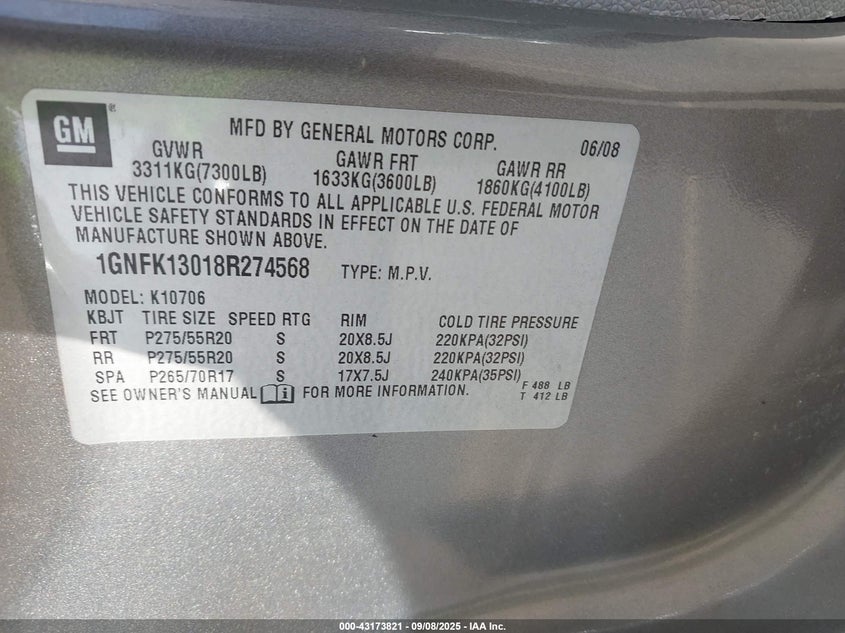 GM ®
MFD BY GENERAL MOTORS CORP. 06/08
GVWR GAWR FRT GAWR RR
3311KG(7300LB) 1633KG(3600LB) 1860KG(4100LB)
THIS VEHICLE CONFORMS TO ALL APPLICABLE U.S. FEDERAL MOTOR
VEHICLE SAFETY STANDARDS IN EFFECT ON THE DATE OF
MANUFACTURE SHOWN ABOVE.
1GNFK13018R274568 TYPE: M.P.V.
MODEL: K10706
KBJT TIRE SIZE SPEED RTG RIM COLD TIRE PRESSURE
FRT P275/55R20 S 20X8.5J 220KPA(32PSI)
RR P275/55R20 S 20X8.5J 220KPA(32PSI)
SPA P265/70R17 S 17X7.5J 240KPA(35PSI)
SEE OWNER'S MANUAL i FOR MORE INFORMATION.
F 488 LB
T 412 LB
000-43173821 - 09/08/2025 - IAA Inc.